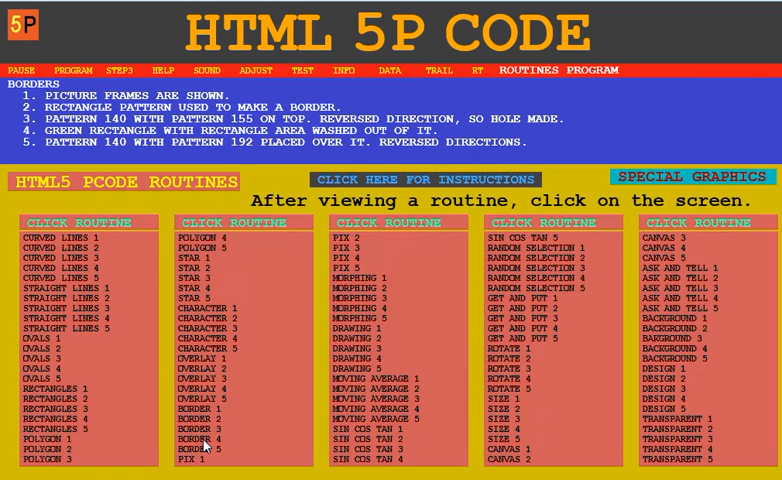 5P
HTML 5P CODE
PAUSE PROGRAM STEP3 HELP SOUND ADJUST TEST INFO DATA TRAIL RT ROUTINES PROGRAM
BORDERS
1. PICTURE FRAMES ARE SHOWN.
2. RECTANGLE PATTERN USED TO MAKE A BORDER.
3. PATTERN 140 WITH PATTERN 155 ON TOP. REVERSED DIRECTION, SO HOLE MADE.
4. GREEN RECTANGLE WITH RECTANGLE AREA WASHED OUT OF IT.
5. PATTERN 140 WITH PATTERN 192 PLACED OVER IT. REVERSED DIRECTIONS.
HTML5 PCODE ROUTINES
CLICK HERE FOR INSTRUCTIONS
SPECIAL GRAPHICS
After viewing a routine, click on the screen.
CLICK ROUTINE
CURVED LINES 1
CURVED LINES 2
CURVED LINES 3
CURVED LINES 4
CURVED LINES 5
STRAIGHT LINES 1
STRAIGHT LINES 2
STRAIGHT LINES 3
STRAIGHT LINES 4
STRAIGHT LINES 5
OVALS 1
OVALS 2
OVALS 3
OVALS 4
OVALS 5
RECTANGLES 1
RECTANGLES 2
RECTANGLES 3
RECTANGLES 4
RECTANGLES 5
POLYGON 1
POLYGON 2
POLYGON 3
CLICK ROUTINE
POLYGON 4
POLYGON 5
STAR 1
STAR 2
STAR 3
STAR 4
STAR 5
CHARACTER 1
CHARACTER 2
CHARACTER 3
CHARACTER 4
CHARACTER 5
OVERLAY 1
OVERLAY 2
OVERLAY 3
OVERLAY 4
OVERLAY 5
BORDER 1
BORDER 2
BORDER 3
BORDER 4
BORDER 5
PIX 1
CLICK ROUTINE
PIX 2
PIX 3
PIX 4
PIX 5
MORPHING 1
MORPHING 2
MORPHING 3
MORPHING 4
MORPHING 5
DRAWING 1
DRAWING 2
DRAWING 3
DRAWING 4
DRAWING 5
MOVING AVERAGE 1
MOVING AVERAGE 2
MOVING AVERAGE 3
MOVING AVERAGE 4
MOVING AVERAGE 5
SIN COS TAN 1
SIN COS TAN 2
SIN COS TAN 3
SIN COS TAN 4
CLICK ROUTINE
SIN COS TAN 5
RANDOM SELECTION 1
RANDOM SELECTION 2
RANDOM SELECTION 3
RANDOM SELECTION 4
RANDOM SELECTION 5
GET AND PUT 1
GET AND PUT 2
GET AND PUT 3
GET AND PUT 4
GET AND PUT 5
ROTATE 1
ROTATE 2
ROTATE 3
ROTATE 4
ROTATE 5
SIZE 1
SIZE 2
SIZE 3
SIZE 4
SIZE 5
CANVAS 1
CANVAS 2
CLICK ROUTINE
CANVAS 3
CANVAS 4
CANVAS 5
ASK AND TELL 1
ASK AND TELL 2
ASK AND TELL 3
ASK AND TELL 4
ASK AND TELL 5
BACKGROUND 1
BACKGROUND 2
BAKGROUND 3
BACKGROUND 4
BACKGROUND 5
DESIGN 1
DESIGN 2
DESIGN 3
DESIGN 4
DESIGN 5
TRANSPARENT 1
TRANSPARENT 2
TRANSPARENT 3
TRANSPARENT 4
TRANSPARENT 5